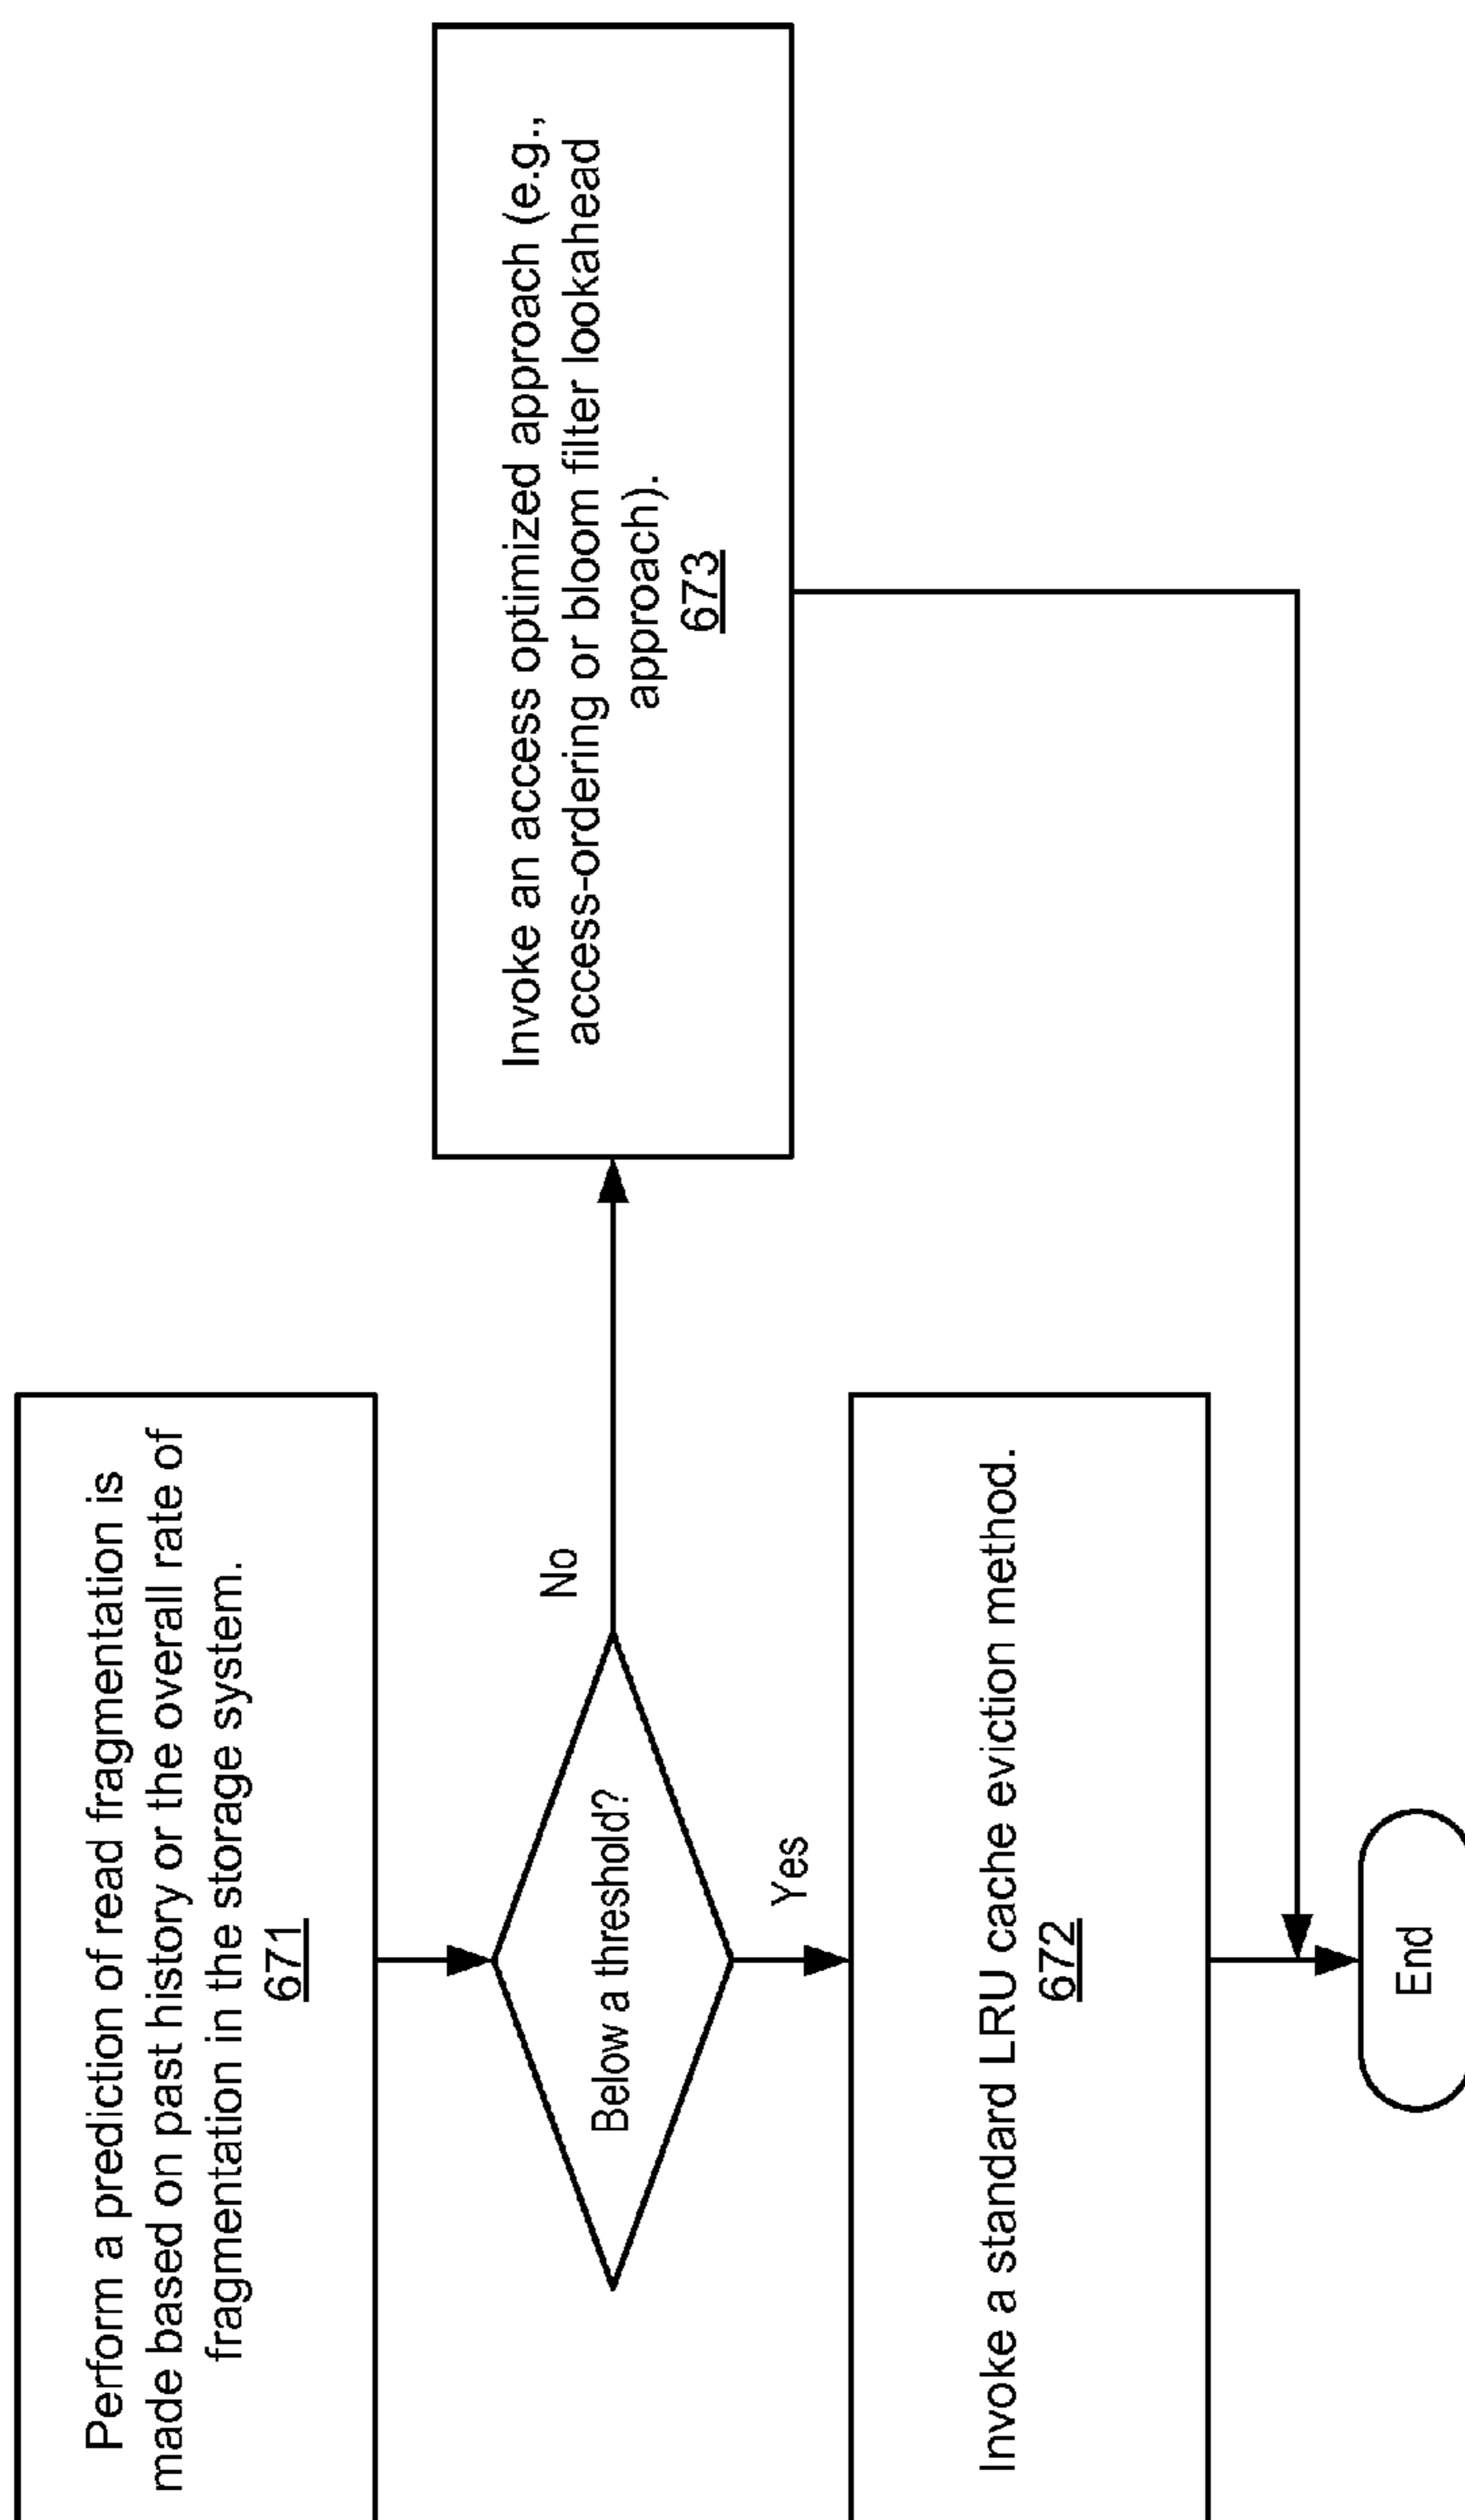 Perform a prediction of read fragmentation is
made based on past history or the overall rate of
fragmentation in the storage system.
671
Below a threshold?
No
Yes
Invoke an access optimized approach (e.g.,
access-ordering or bloom filter lookahead
approach).
673
Invoke a standard LRU cache eviction method.
672
End